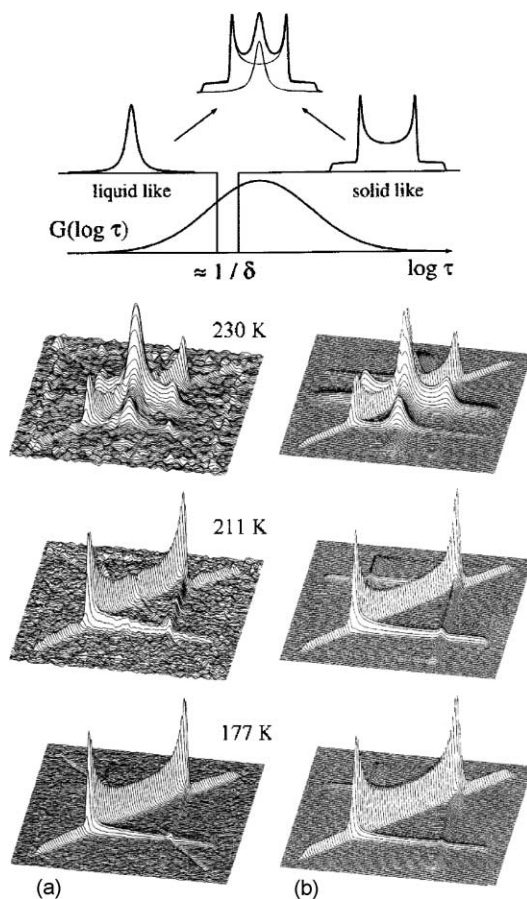 liquid like
solid like
G(log τ)
≈ 1 / δ
log τ
230 K
211 K
177 K
(a)
(b)